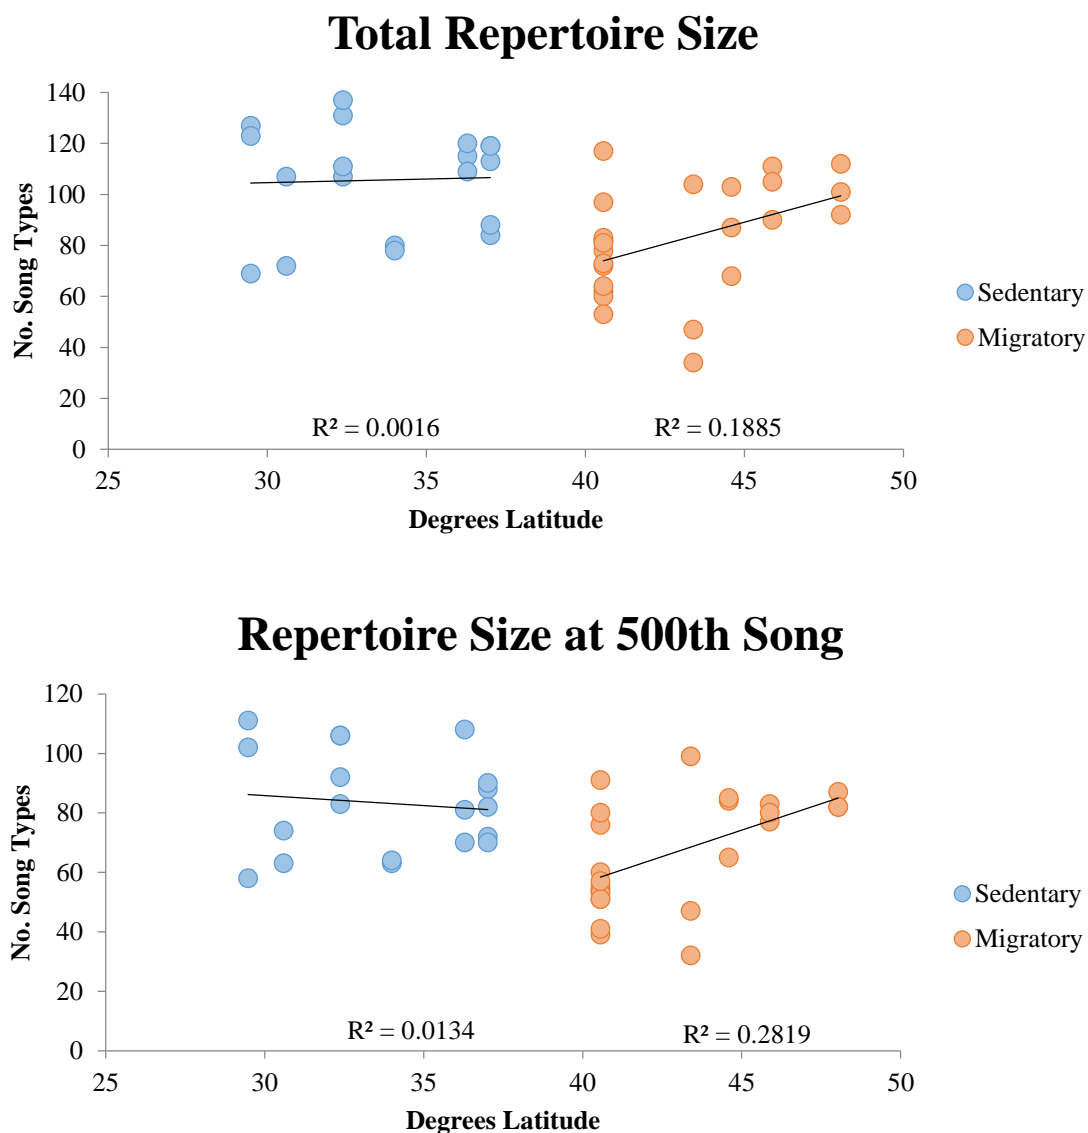 Total Repertoire Size
140
120
100
80
60
40
20
0
No. Song Types
R² = 0.0016
R² = 0.1885
25 30 35 40 45 50
Degrees Latitude
Sedentary
Migratory
Repertoire Size at 500th Song
120
100
80
60
40
20
0
No. Song Types
R² = 0.0134
R² = 0.2819
25 30 35 40 45 50
Degrees Latitude
Sedentary
Migratory